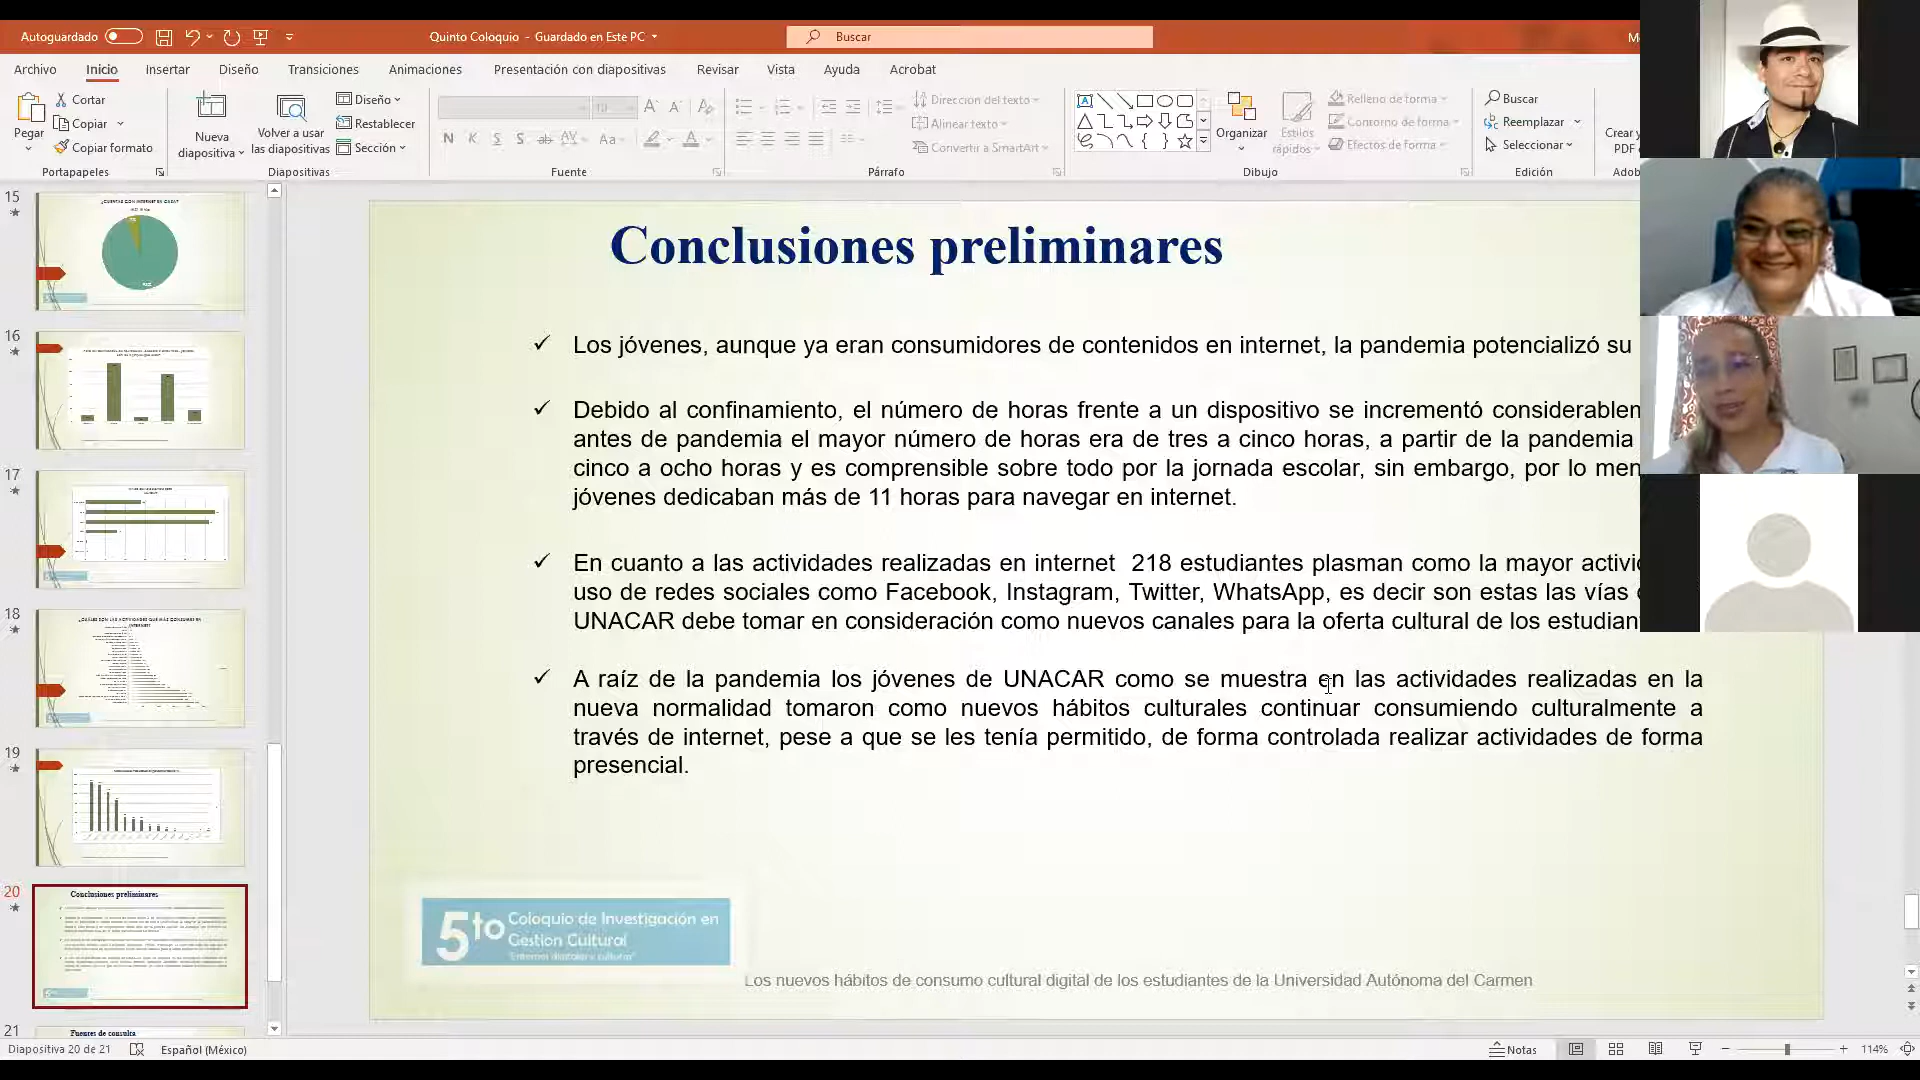 Autoguardado
Quinto Coloquio - Guardado en Este PC
Buscar
Archivo Inicio Insertar Diseño Transiciones Animaciones Presentación con diapositivas Revisar Vista Ayuda Acrobat
Pegar
Cortar
Copiar
Copiar formato
Portapapeles
Nueva diapositiva
Volver a usar las diapositivas
Diseño
Restablecer
Sección
Diapositivas
N K S S ab AV Aa A
Fuente
Dirección del texto
Alinear texto
Convertir a SmartArt
Párrafo
Organizar
Estilos rápidos
Relleno de forma
Contorno de forma
Efectos de forma
Dibujo
Buscar
Reemplazar
Seleccionar
Edición
Crear y
PDF
Adob
15
16
17
18
19
20
Conclusiones preliminares
21
Fuentes de consulta
Conclusiones preliminares
✓ Los jóvenes, aunque ya eran consumidores de contenidos en internet, la pandemia potencializó su
✓ Debido al confinamiento, el número de horas frente a un dispositivo se incrementó considerablem
antes de pandemia el mayor número de horas era de tres a cinco horas, a partir de la pandemia
cinco a ocho horas y es comprensible sobre todo por la jornada escolar, sin embargo, por lo men
jóvenes dedicaban más de 11 horas para navegar en internet.
✓ En cuanto a las actividades realizadas en internet 218 estudiantes plasman como la mayor activi
uso de redes sociales como Facebook, Instagram, Twitter, WhatsApp, es decir son estas las vías
UNACAR debe tomar en consideración como nuevos canales para la oferta cultural de los estudian
✓ A raíz de la pandemia los jóvenes de UNACAR como se muestra en las actividades realizadas en la
nueva normalidad tomaron como nuevos hábitos culturales continuar consumiendo culturalmente a
través de internet, pese a que se les tenía permitido, de forma controlada realizar actividades de forma
presencial.
5to Coloquio de Investigación en
Gestion Cultural
Los nuevos hábitos de consumo cultural digital de los estudiantes de la Universidad Autónoma del Carmen
Diapositiva 20 de 21
Español (México)
Notas
114%